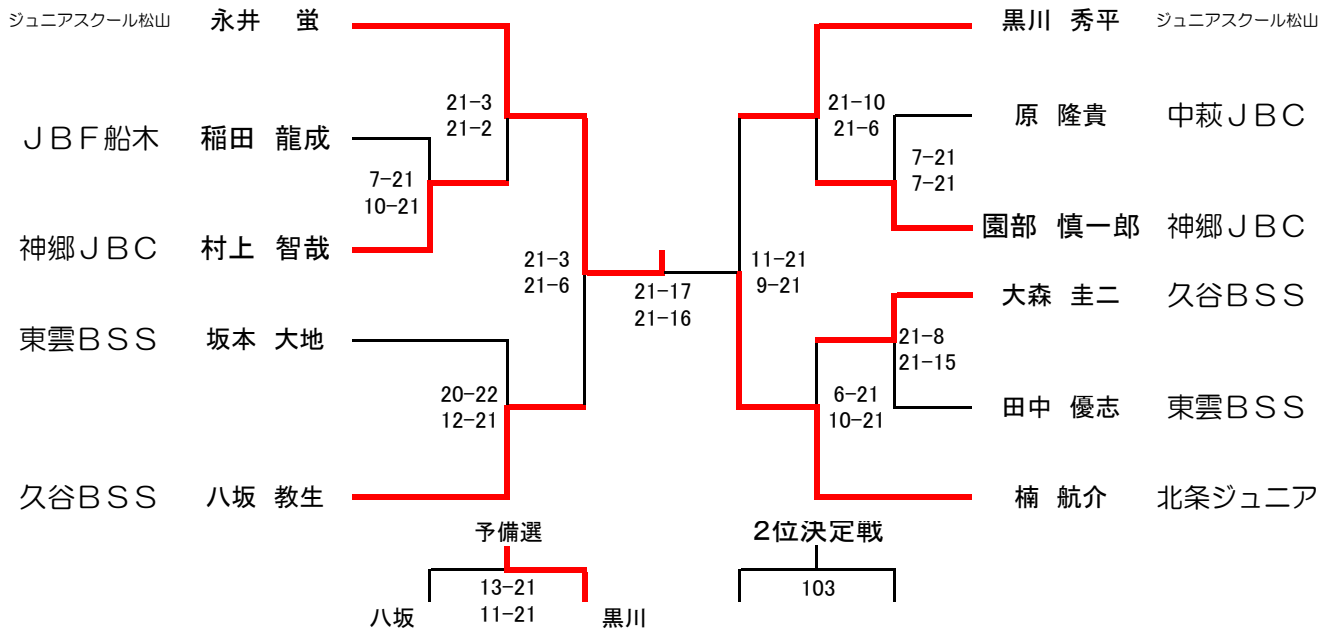 ジュニアスクール松山 永井 蛍
21-3
21-2
JBF船木 稲田 龍成
7-21
10-21
神郷JBC 村上 智哉
21-3
21-6
東雲BSS 坂本 大地
20-22
12-21
久谷BSS 八坂 教生
21-17
21-16
黒川 秀平 ジュニアスクール松山
21-10
21-6
原 隆貴 中萩JBC
7-21
7-21
園部 慎一郎 神郷JBC
11-21
9-21
大森 圭二 久谷BSS
21-8
21-15
6-21
10-21
田中 優志 東雲BSS
楠 航介 北条ジュニア
予備選
13-21
11-21
八坂 黒川
2位決定戦
103